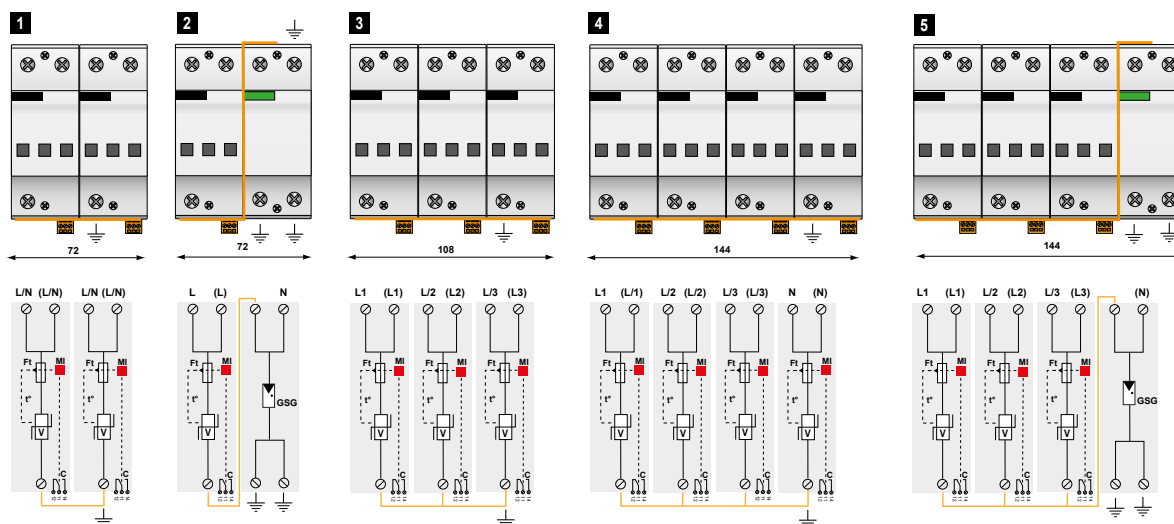 1 2 3 4 5
72 72 108 144 144
L/N (L/N) L/N (L/N) L (L) N L1 (L1) L/2 (L2) L/3 (L3) L1 (L/1) L/2 (L/2) L/3 (L/3) N (N) L1 (L1) L/2 (L2) L/3 (L3) (N)
Ft MI Ft MI Ft MI Ft MI Ft MI Ft MI Ft MI Ft MI Ft MI Ft MI Ft MI Ft MI Ft MI
t° t° t° GSG t° t° t° t° t° t° t° t° t° t° GSG
V V V V V V V V V V V V V
C C C C C C C C C C C C C